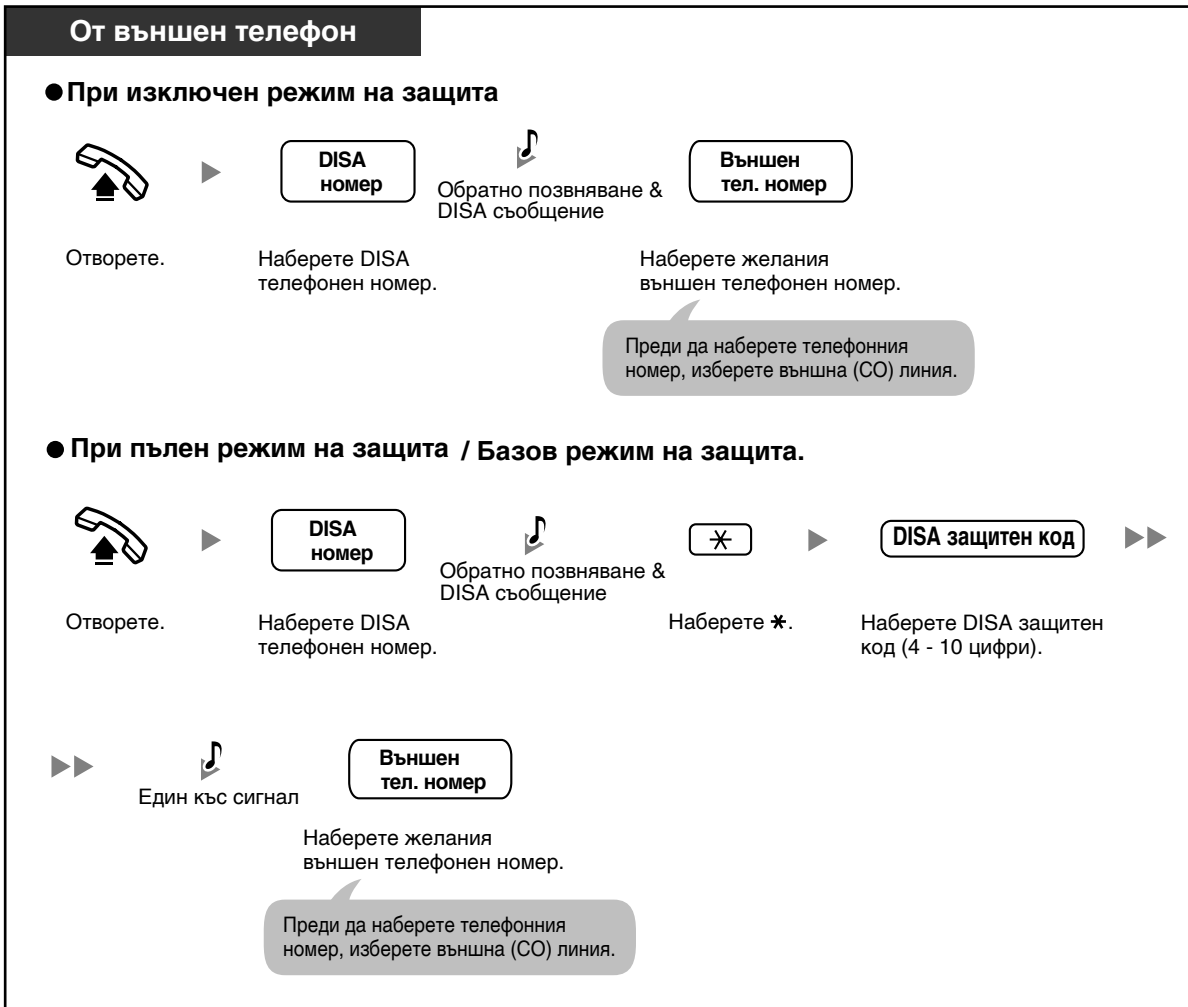 От външен телефон
●При изключен режим на защита
DISA
номер
Обратно позвняване &
DISA съобщение
Външен
тел. номер
Отворете.
Наберете DISA
телефонен номер.
Наберете желания
външен телефонен номер.
Преди да наберете телефонния
номер, изберете външна (CO) линия.
● При пълен режим на защита / Базов режим на защита.
DISA
номер
Обратно позвняване &
DISA съобщение
*
DISA защитен код
Отворете.
Наберете DISA
телефонен номер.
Наберете *.
Наберете DISA защитен
код (4 - 10 цифри).
Един къс сигнал
Външен
тел. номер
Наберете желания
външен телефонен номер.
Преди да наберете телефонния
номер, изберете външна (CO) линия.